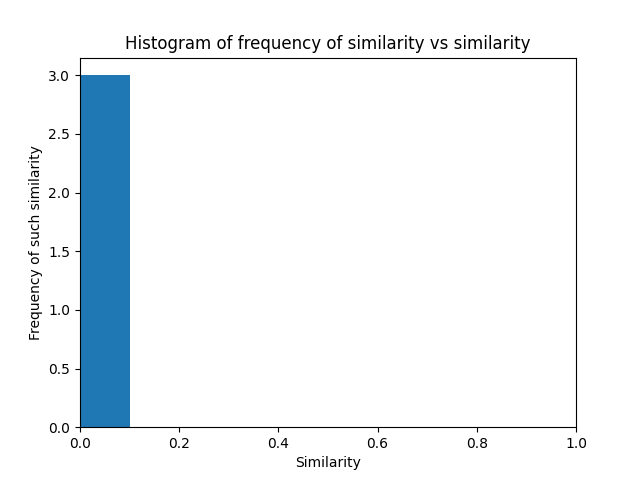 Histogram of frequency of similarity vs similarity
3.0
2.5
2.0
1.5
1.0
0.5
0.0
Frequency of such similarity
0.0 0.2 0.4 0.6 0.8 1.0
Similarity